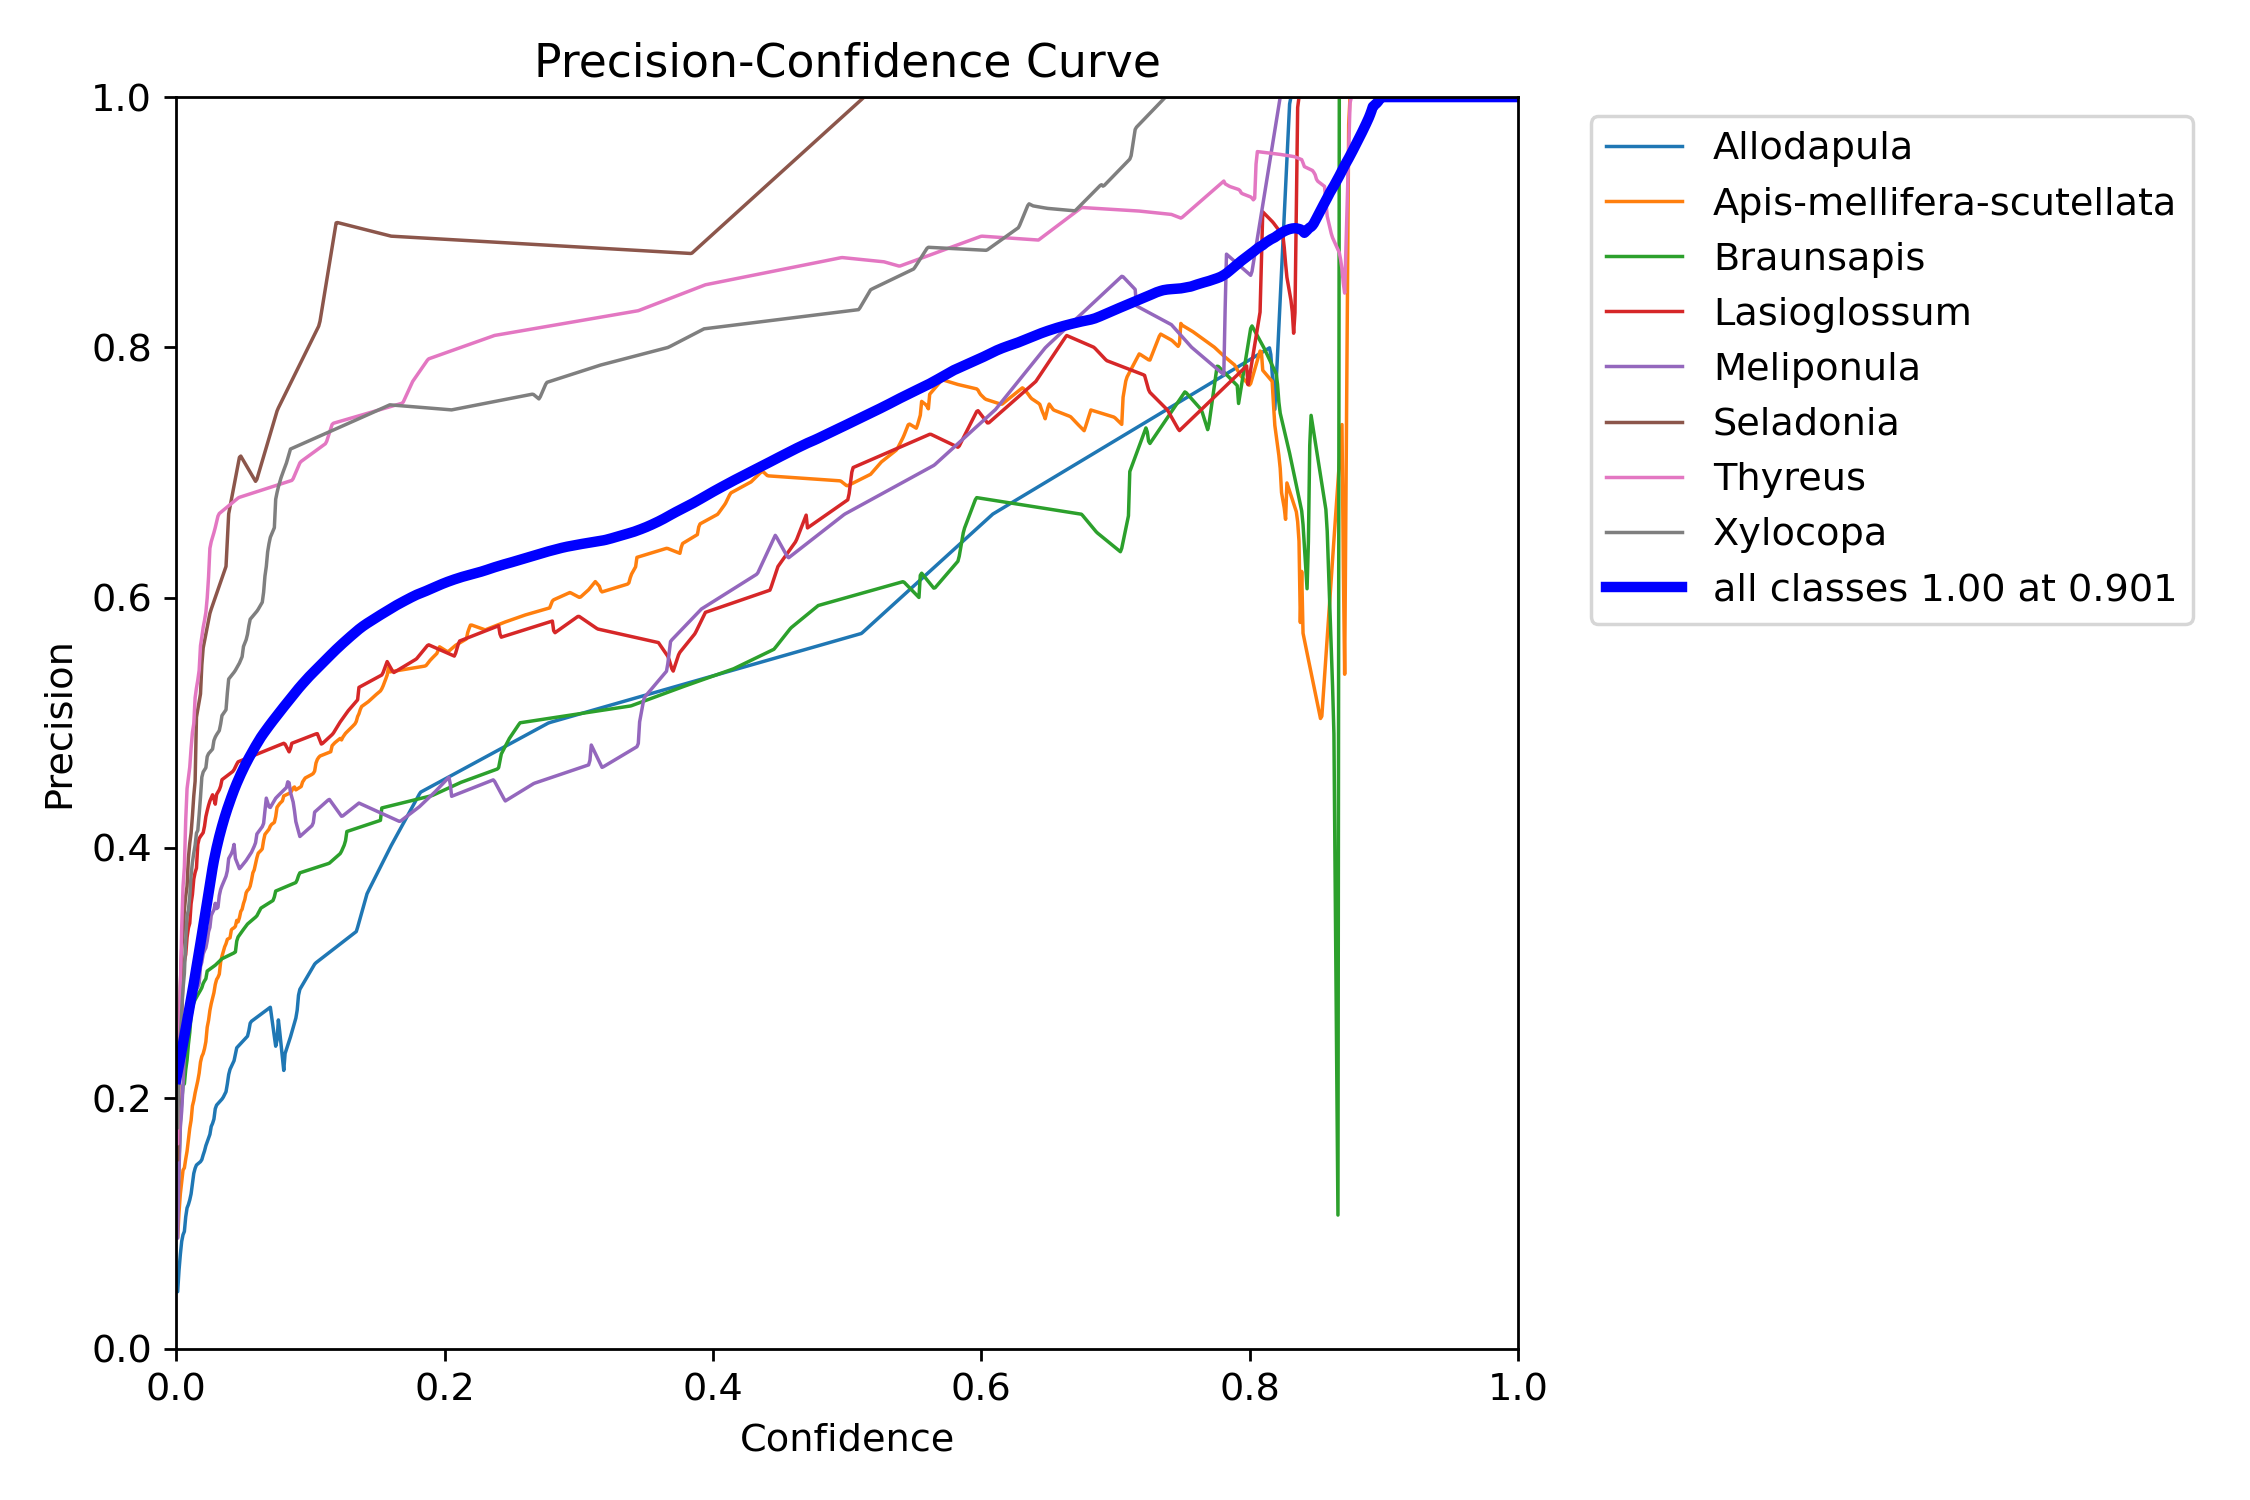 Precision-Confidence Curve
1.0
0.8
0.6
0.4
0.2
0.0
Precision
0.0 0.2 0.4 0.6 0.8 1.0
Confidence
Allodapula
Apis-mellifera-scutellata
Braunsapis
Lasioglossum
Meliponula
Seladonia
Thyreus
Xylocopa
all classes 1.00 at 0.901